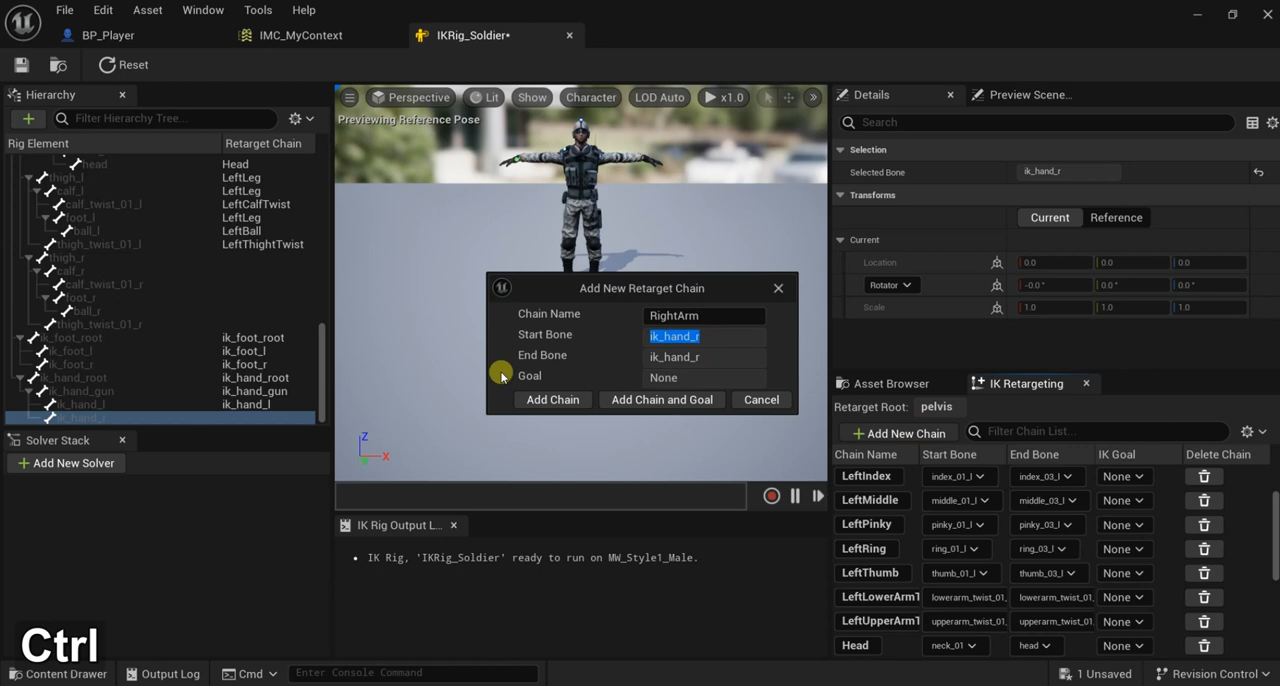 File Edit Asset Window Tools Help
BP_Player IMC_MyContext IKRig_Soldier*
Reset
Hierarchy
Filter Hierarchy Tree...
Rig Element Retarget Chain
head Head
thigh_l LeftLeg
calf_l LeftLeg
calf_twist_01_l LeftCalfTwist
foot_l LeftLeg
ball_l LeftBall
thigh_twist_01_l LeftThightTwist
thigh_r
calf_r
calf_twist_01_r
foot_r
ball_r
thigh_twist_01_r
ik_foot_root ik_foot_root
ik_foot_l ik_foot_l
ik_foot_r ik_foot_r
ik_hand_root ik_hand_root
ik_hand_gun ik_hand_gun
ik_hand_l ik_hand_l
ik_hand_r
Solver Stack
Add New Solver
Perspective Lit Show Character LOD Auto x1.0
Previewing Reference Pose
Z
X
Add New Retarget Chain
Chain Name RightArm
Start Bone ik_hand_r
End Bone ik_hand_r
Goal None
Add Chain Add Chain and Goal Cancel
IK Rig Output L...
• IK Rig, 'IKRig_Soldier' ready to run on MW_Style1_Male.
Details Preview Scene...
Search
Selection
Selected Bone ik_hand_r
Transforms
Current Reference
Current
Location 0.0 0.0 0.0
Rotator -0.0° 0.0° 0.0°
Scale 1.0 1.0 1.0
Asset Browser IK Retargeting
Retarget Root: pelvis
Add New Chain Filter Chain List...
Chain Name Start Bone End Bone IK Goal Delete Chain
LeftIndex index_01_l index_03_l None
LeftMiddle middle_01_l middle_03_l None
LeftPinky pinky_01_l pinky_03_l None
LeftRing ring_01_l ring_03_l None
LeftThumb thumb_01_l thumb_03_l None
LeftLowerArmT lowerarm_twist_01_ lowerarm_twist_01_ None
LeftUpperArmT upperarm_twist_01_ upperarm_twist_01_ None
Head neck_01 head None
Ctrl
Content Drawer Output Log Cmd Enter Console Command 1 Unsaved Revision Control